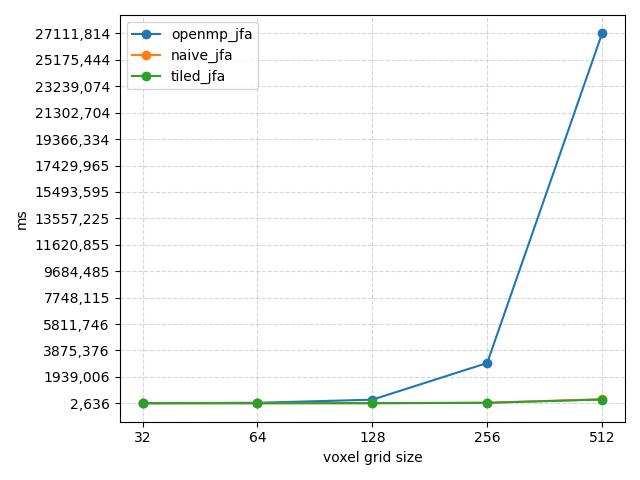 openmp_jfa
naive_jfa
tiled_jfa
27111,814
25175,444
23239,074
21302,704
19366,334
17429,965
15493,595
13557,225
11620,855
9684,485
7748,115
5811,746
3875,376
1939,006
2,636
ms
32 64 128 256 512
voxel grid size